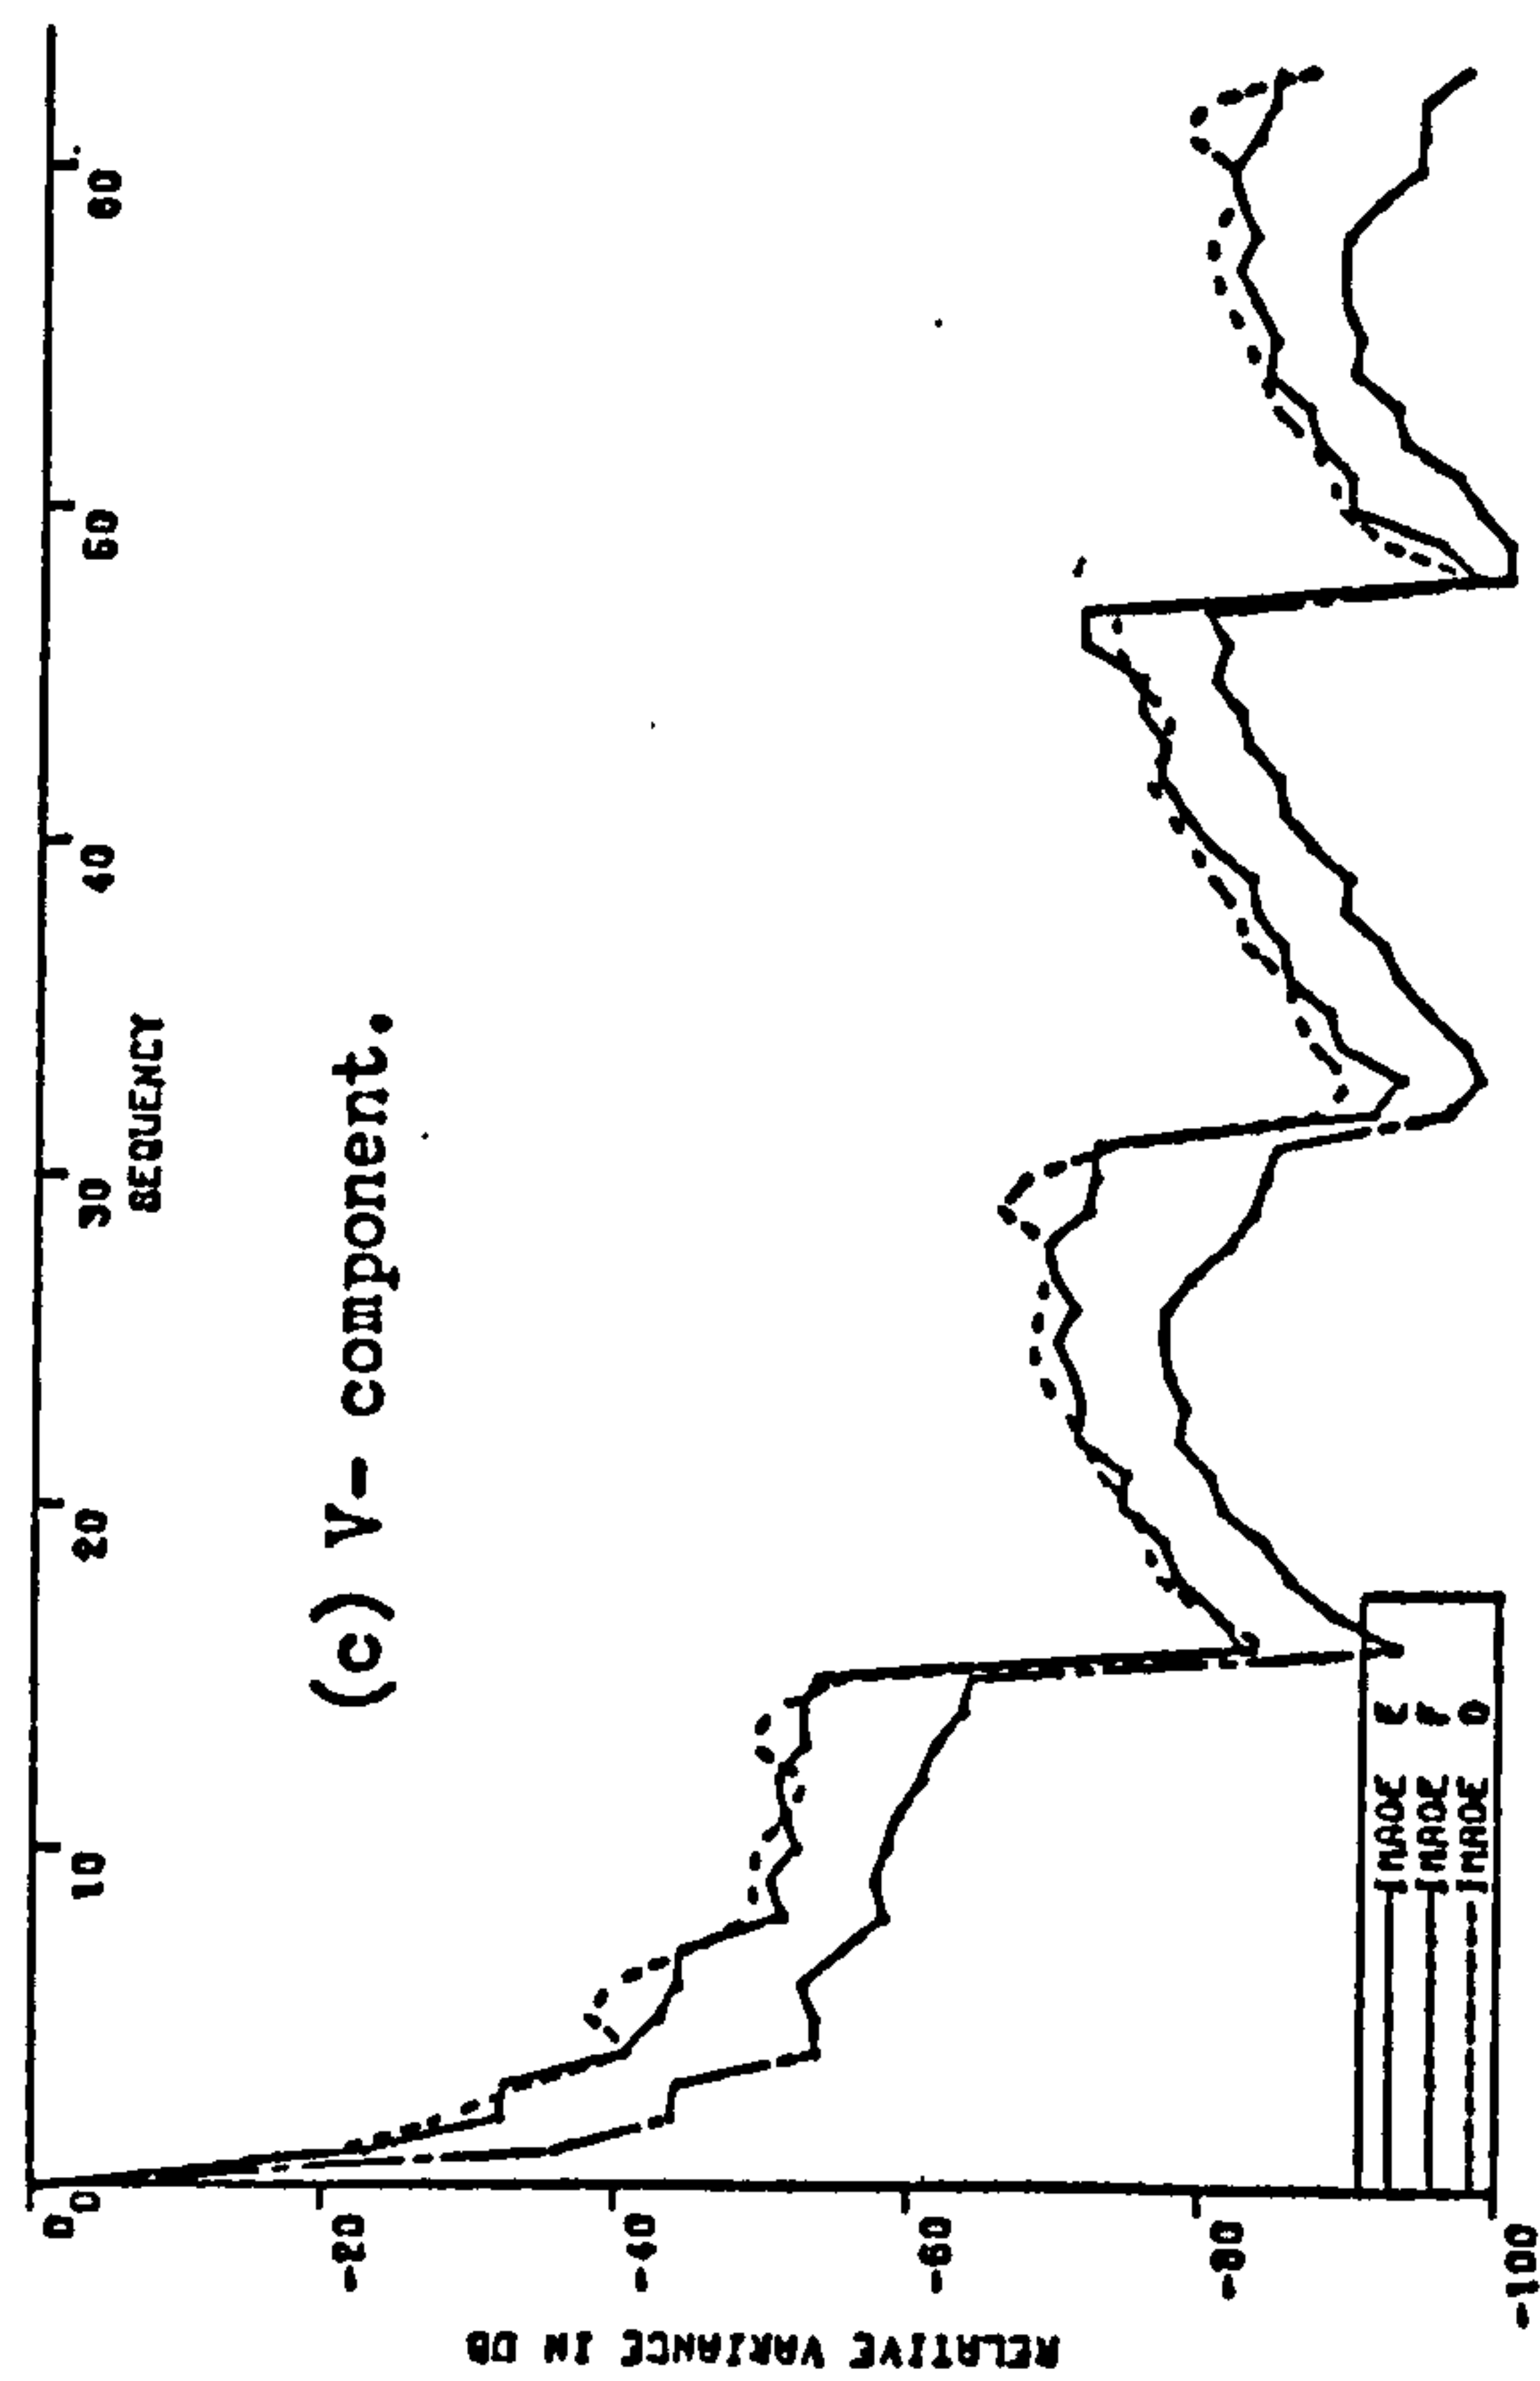 0
10
20
30
40
50
60
SEQUENCY
(c) V- component.
0
-20
-40
-60
-80
-100
RELATIVE VARIANCE IN DB
IMAGE E
IMAGE F
IMAGE D